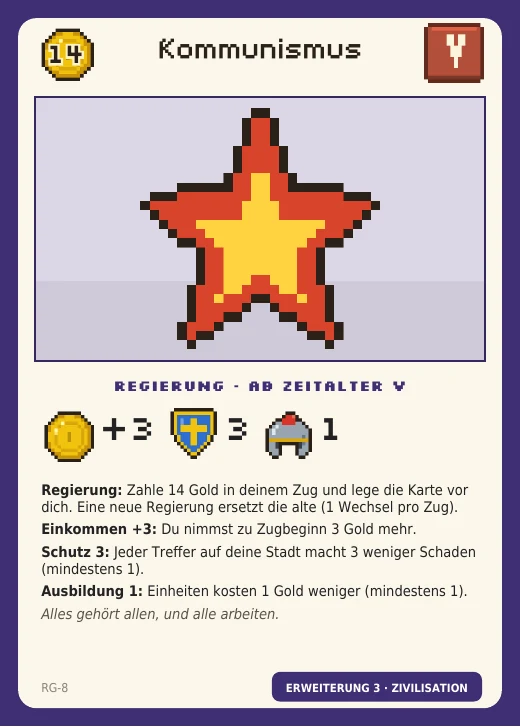 14
Kommunismus
V
REGIERUNG · AB ZEITALTER V
+3
3
1
Regierung: Zahle 14 Gold in deinem Zug und lege die Karte vor
dich. Eine neue Regierung ersetzt die alte (1 Wechsel pro Zug).
Einkommen +3: Du nimmst zu Zugbeginn 3 Gold mehr.
Schutz 3: Jeder Treffer auf deine Stadt macht 3 weniger Schaden
(mindestens 1).
Ausbildung 1: Einheiten kosten 1 Gold weniger (mindestens 1).
Alles gehört allen, und alle arbeiten.
RG-8
ERWEITERUNG 3 · ZIVILISATION